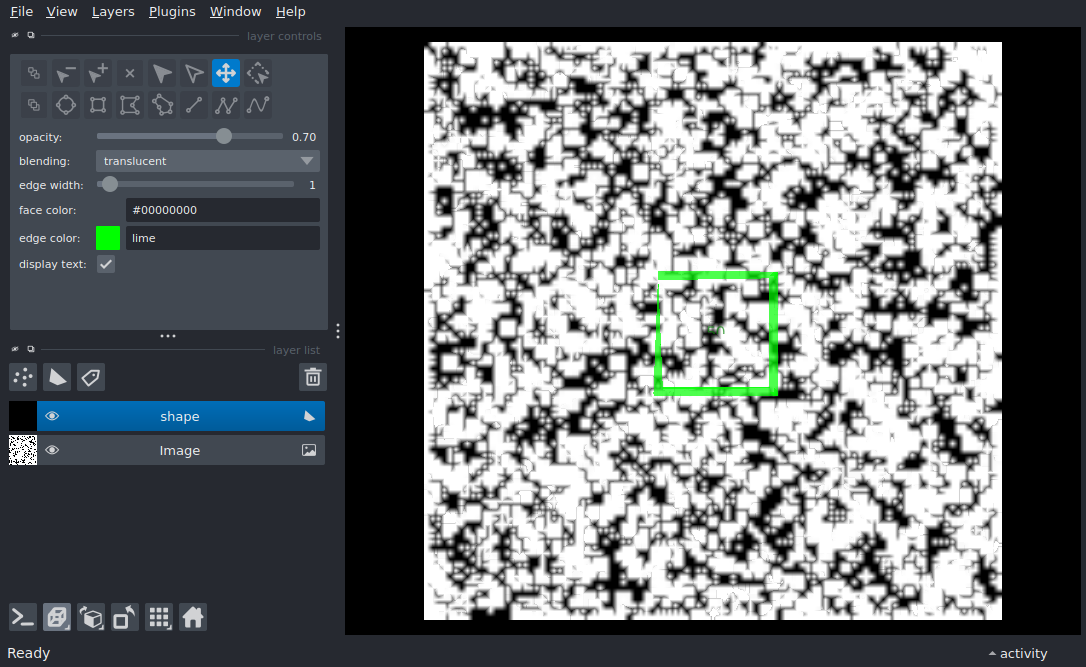 File View Layers Plugins Window Help
layer controls
opacity: 0.70
blending: translucent
edge width: 1
face color: #00000000
edge color: lime
display text:
layer list
shape
Image
Ready activity